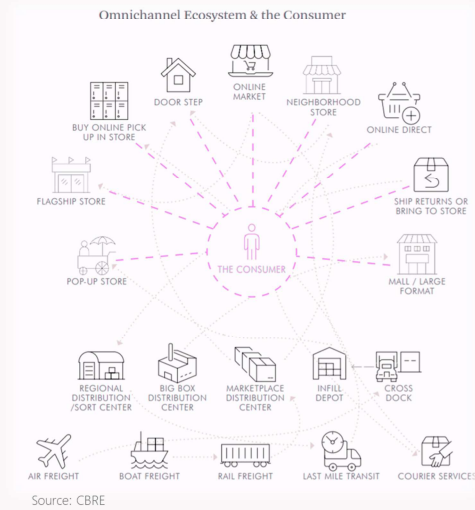 Omnichannel Ecosystem & the Consumer
ONLINE
MARKET
DOOR STEP
NEIGHBORHOOD
STORE
BUY ONLINE PICK
UP IN STORE
ONLINE DIRECT
FLAGSHIP STORE
SHIP RETURNS OR
BRING TO STORE
THE CONSUMER
POP-UP STORE
MALL / LARGE
FORMAT
REGIONAL
DISTRIBUTION
/SORT CENTER
BIG BOX
DISTRIBUTION
CENTER
MARKETPLACE
DISTRIBUTION
CENTER
INFILL
DEPOT
CROSS
DOCK
AIR FREIGHT
BOAT FREIGHT
RAIL FREIGHT
LAST MILE TRANSIT
COURIER SERVICES
Source: CBRE